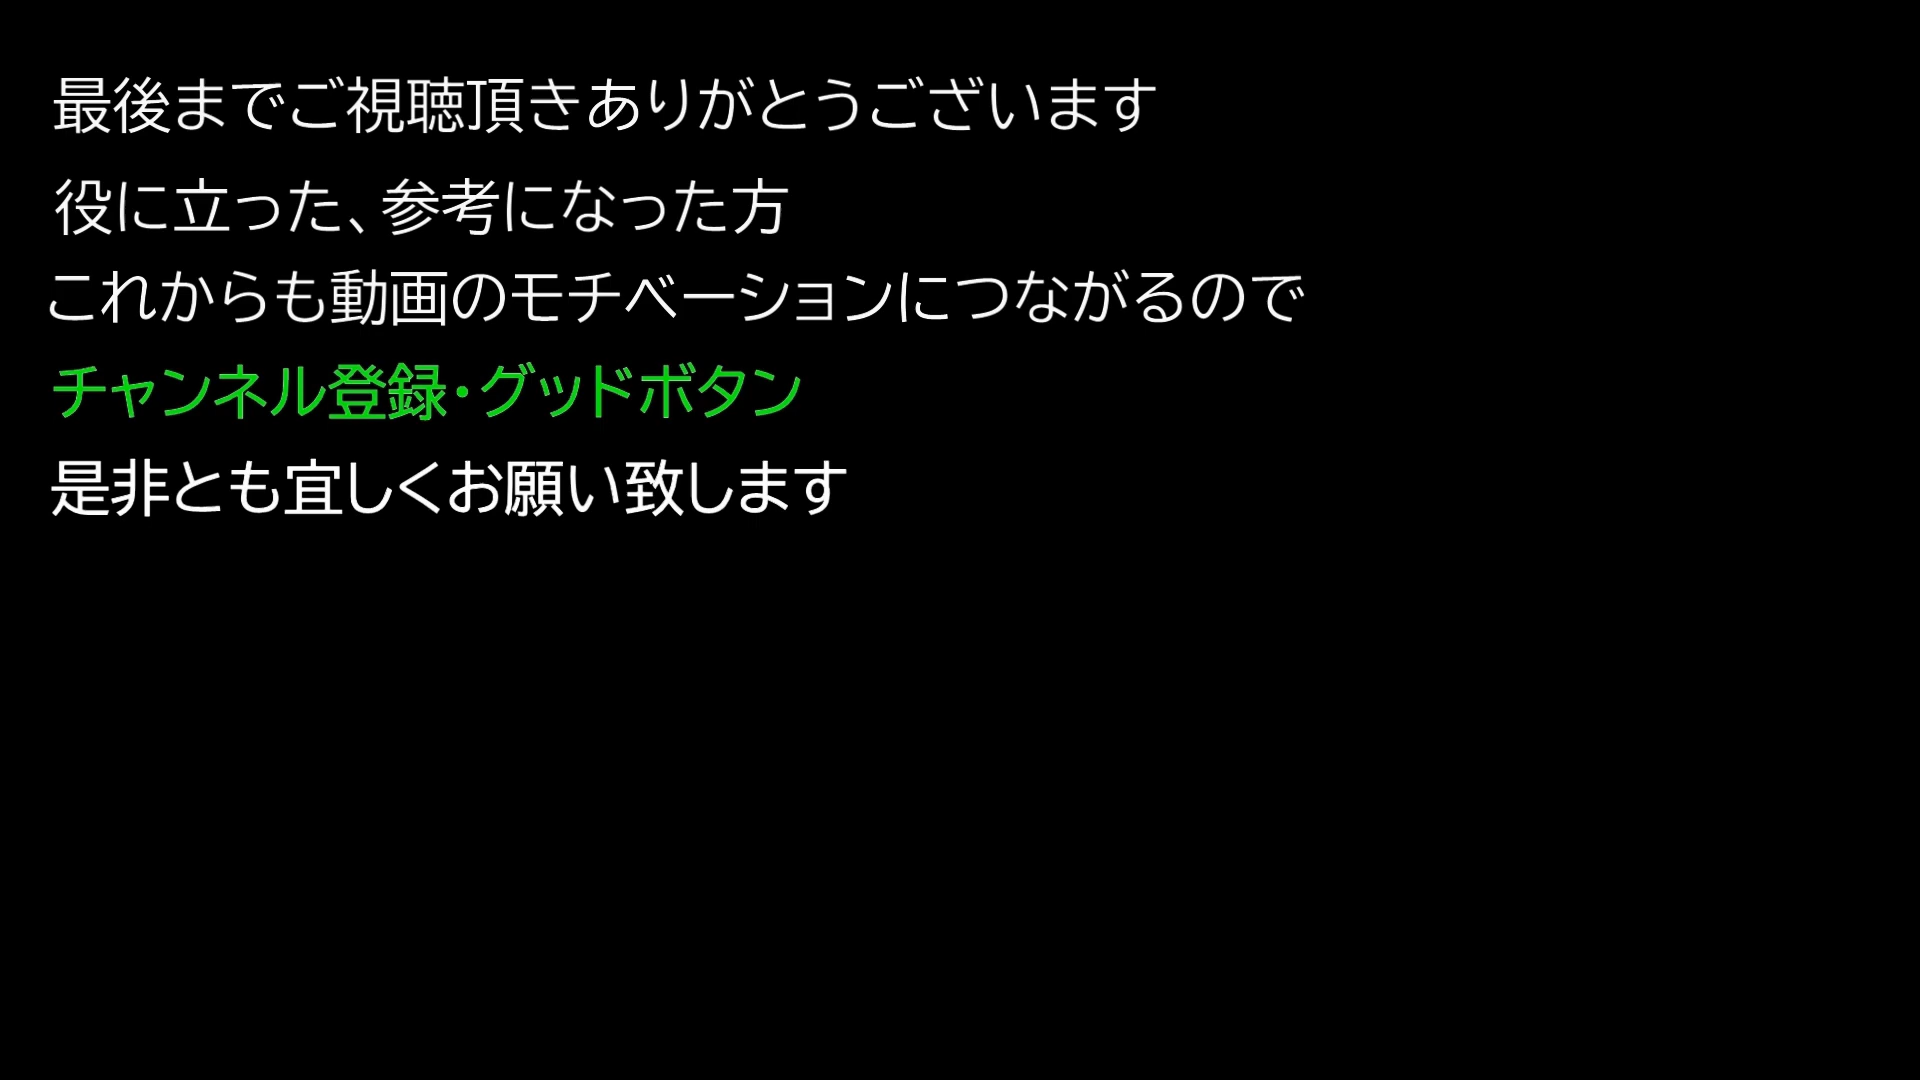 最後までご視聴頂きありがとうございます
役に立った、参考になった方
これからも動画のモチベーションにつながるので
チャンネル登録・グッドボタン
是非とも宜しくお願い致します